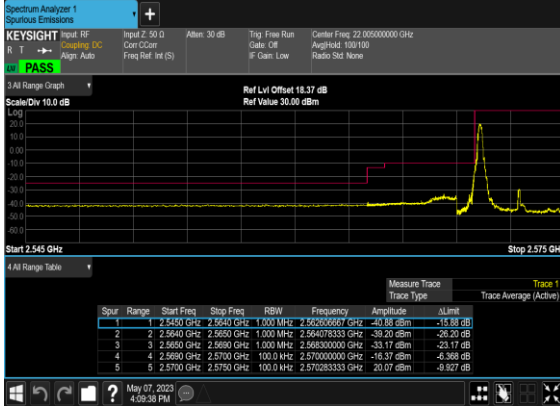 Spectrum Analyzer 1
Spurious Emissions
+
KEYSIGHT Input: RF Input Z: 50 Ω Atten: 30 dB Trig: Free Run Center Freq: 22.005000000 GHz
R T Coupling: DC Corr CCorr Gate: Off Avg|Hold: 100/100
Align: Auto Freq Ref: Int (S) IF Gain: Low Radio Std: None
PASS
3.All Range Graph
Ref Lvl Offset 18.37 dB
Scale/Div 10.0 dB Ref Value 30.00 dBm
Log
20.0
10.0
0.00
-10.0
-20.0
-30.0
-40.0
-50.0
-60.0
Start 2.545 GHz Stop 2.575 GH
4.All Range Table
Measure Trace Trace 1
Trace Type Trace Average (Active)
Spur Range Start Freq Stop Freq RBW Frequency Amplitude ΔLimit
1 1 2.5450 GHz 2.5640 GHz 1.000 MHz 2.562606667 GHz -40.88 dBm -15.88 dB
2 2 2.5640 GHz 2.5650 GHz 1.000 MHz 2.564078333 GHz -39.20 dBm -26.20 dB
3 3 2.5650 GHz 2.5690 GHz 1.000 MHz 2.568300000 GHz -33.17 dBm -23.17 dB
4 4 2.5690 GHz 2.5700 GHz 100.0 kHz 2.570000000 GHz -16.37 dBm -6.368 dB
5 5 2.5700 GHz 2.5750 GHz 100.0 kHz 2.570283333 GHz 20.07 dBm -9.927 dB
?
May 07, 2023
4:09:38 PM